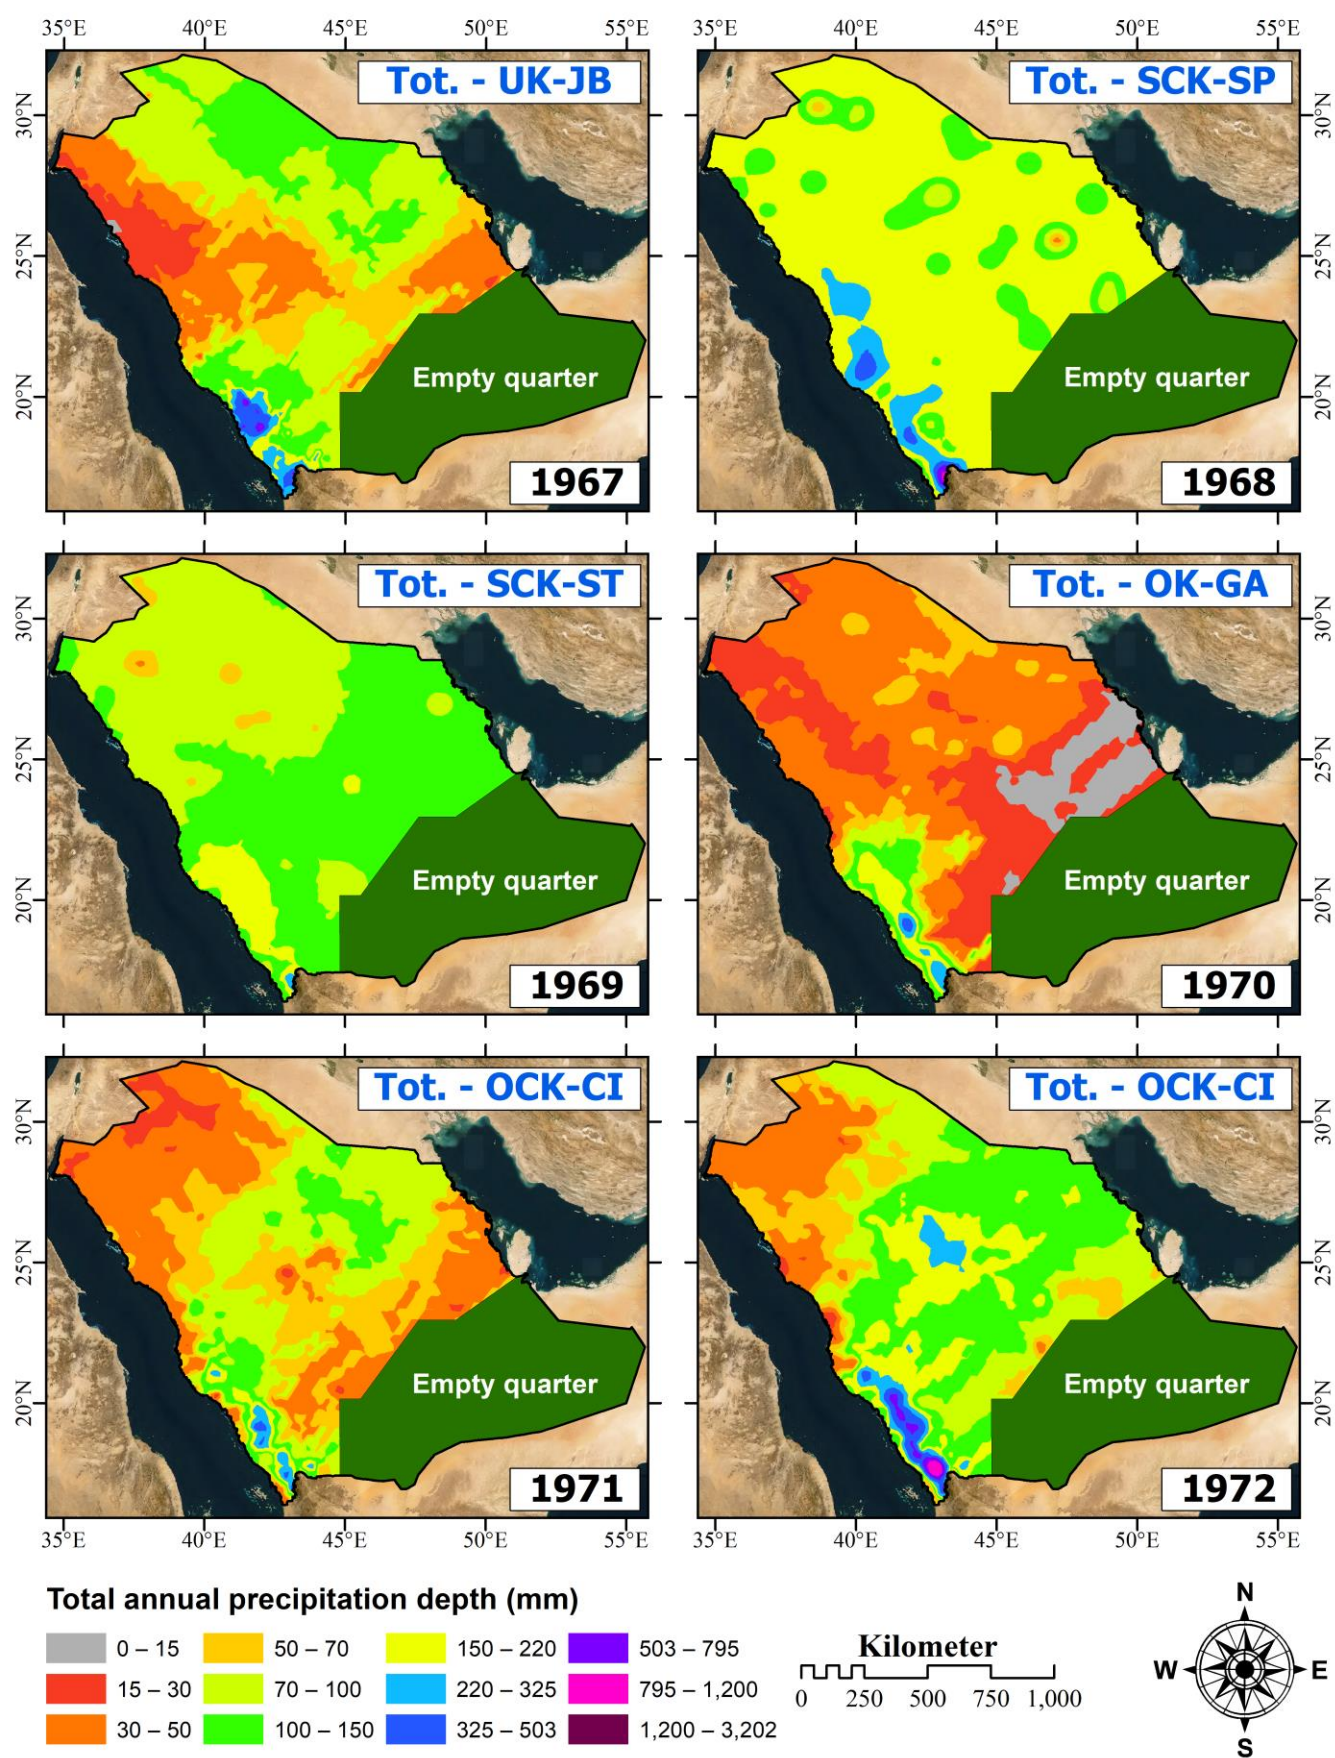 35°E 40°E 45°E 50°E 55°E 35°E 40°E 45°E 50°E 55°E
Tot. - UK-JB
30°N
25°N
20°N
Empty quarter
1967
Tot. - SCK-SP
30°N
25°N
20°N
Empty quarter
1968
Tot. - SCK-ST
30°N
25°N
20°N
Empty quarter
1969
Tot. - OK-GA
30°N
25°N
20°N
Empty quarter
1970
Tot. - OCK-CI
30°N
25°N
20°N
Empty quarter
1971
Tot. - OCK-CI
30°N
25°N
20°N
Empty quarter
1972
35°E 40°E 45°E 50°E 55°E 35°E 40°E 45°E 50°E 55°E
Total annual precipitation depth (mm)
0 – 15 50 – 70 150 – 220 503 – 795
15 – 30 70 – 100 220 – 325 795 – 1,200
30 – 50 100 – 150 325 – 503 1,200 – 3,202
Kilometer
0 250 500 750 1,000
N
W E
S